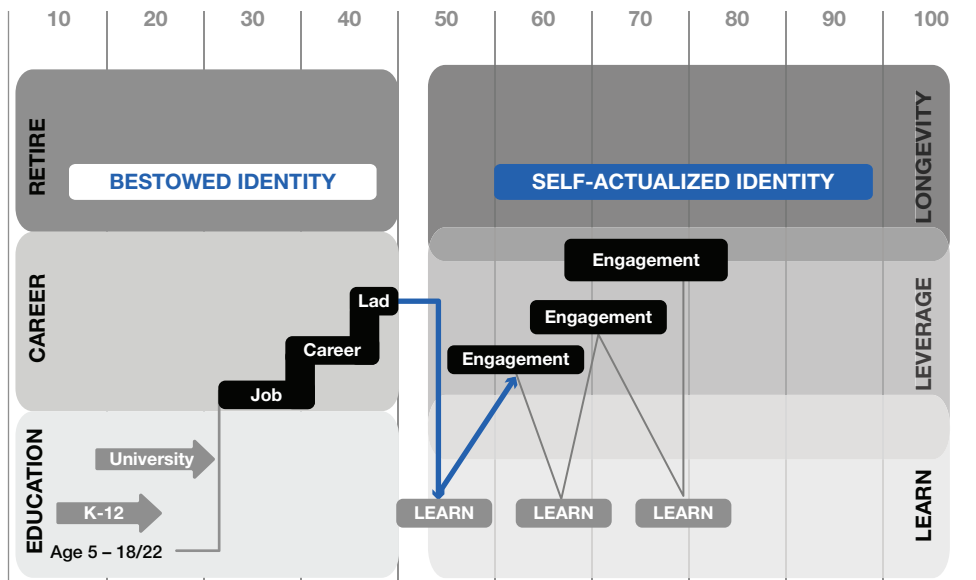 10 20 30 40 50 60 70 80 90 100
RETIRE
BESTOWED IDENTITY
SELF-ACTUALIZED IDENTITY
LONGEVITY
CAREER
Lad
Career
Job
Engagement
Engagement
Engagement
LEVERAGE
EDUCATION
University
K-12
Age 5 – 18/22
LEARN
LEARN
LEARN
LEARN